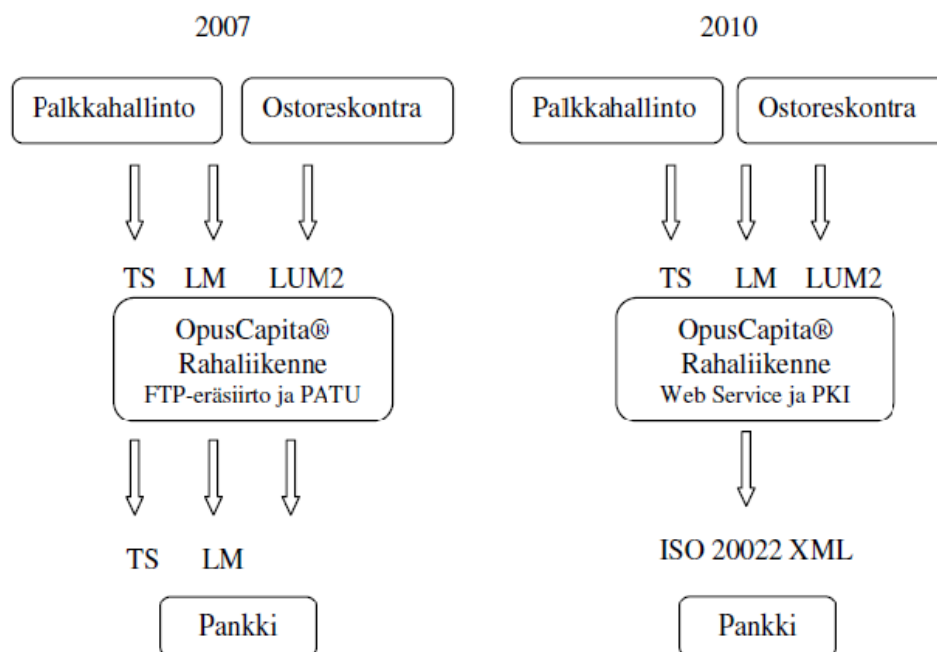 2007
Palkkahallinto
Ostoreskontra
TS LM LUM2
OpusCapita®
Rahaliikenne
FTP-eräsiirto ja PATU
TS LM
Pankki
2010
Palkkahallinto
Ostoreskontra
TS LM LUM2
OpusCapita®
Rahaliikenne
Web Service ja PKI
ISO 20022 XML
Pankki